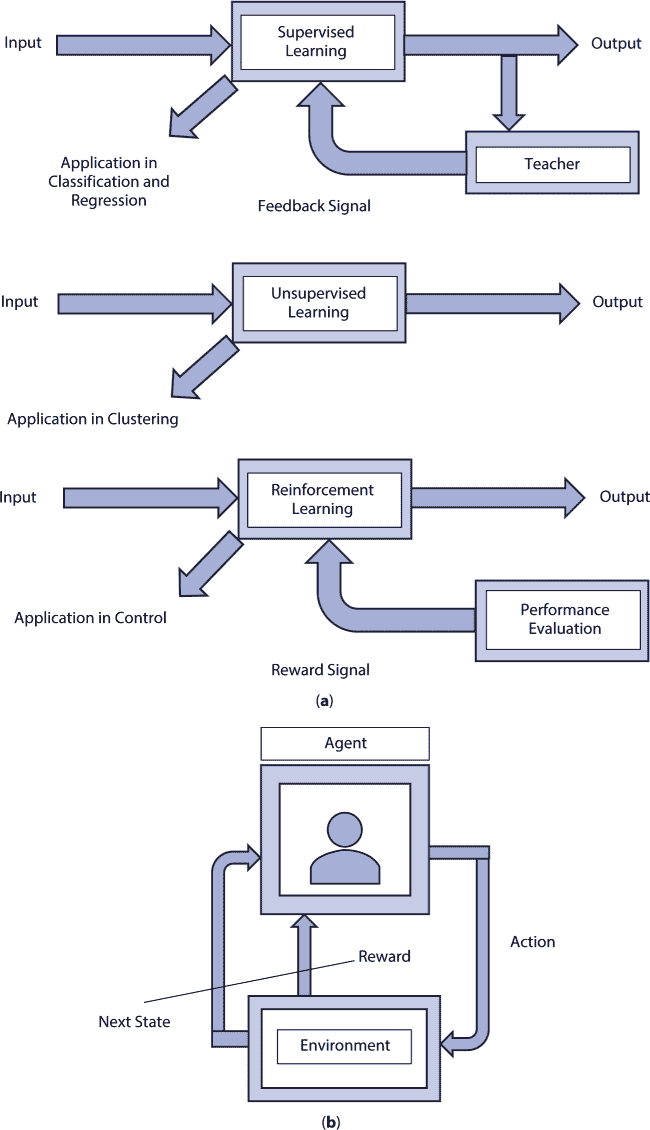 Input
Supervised
Learning
Output
Teacher
Application in
Classification and
Regression
Feedback Signal
Input
Unsupervised
Learning
Output
Application in Clustering
Input
Reinforcement
Learning
Output
Application in Control
Performance
Evaluation
Reward Signal
(a)
Agent
Action
Reward
Next State
Environment
(b)